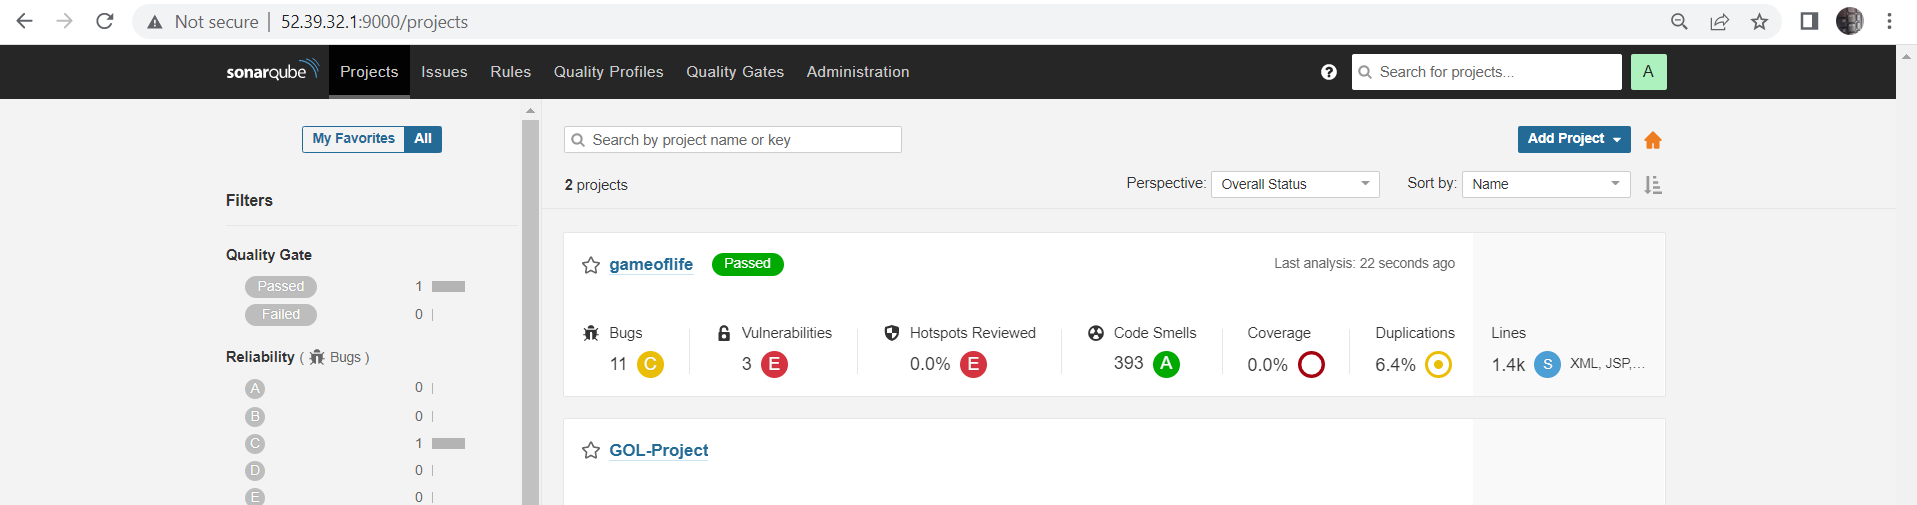 Not secure 52.39.32.1:9000/projects
sonarqube Projects Issues Rules Quality Profiles Quality Gates Administration ? Search for projects... A
My Favorites All
Search by project name or key
Add Project
2 projects
Perspective: Overall Status Sort by: Name
Filters
Quality Gate
Passed 1
Failed 0
Reliability ( Bugs )
A 0
B 0
C 1
D 0
E 0
gameoflife Passed Last analysis: 22 seconds ago
Bugs Vulnerabilities Hotspots Reviewed Code Smells Coverage Duplications Lines
11 C 3 E 0.0% E 393 A 0.0% 6.4% 1.4k S XML, JSP,...
GOL-Project